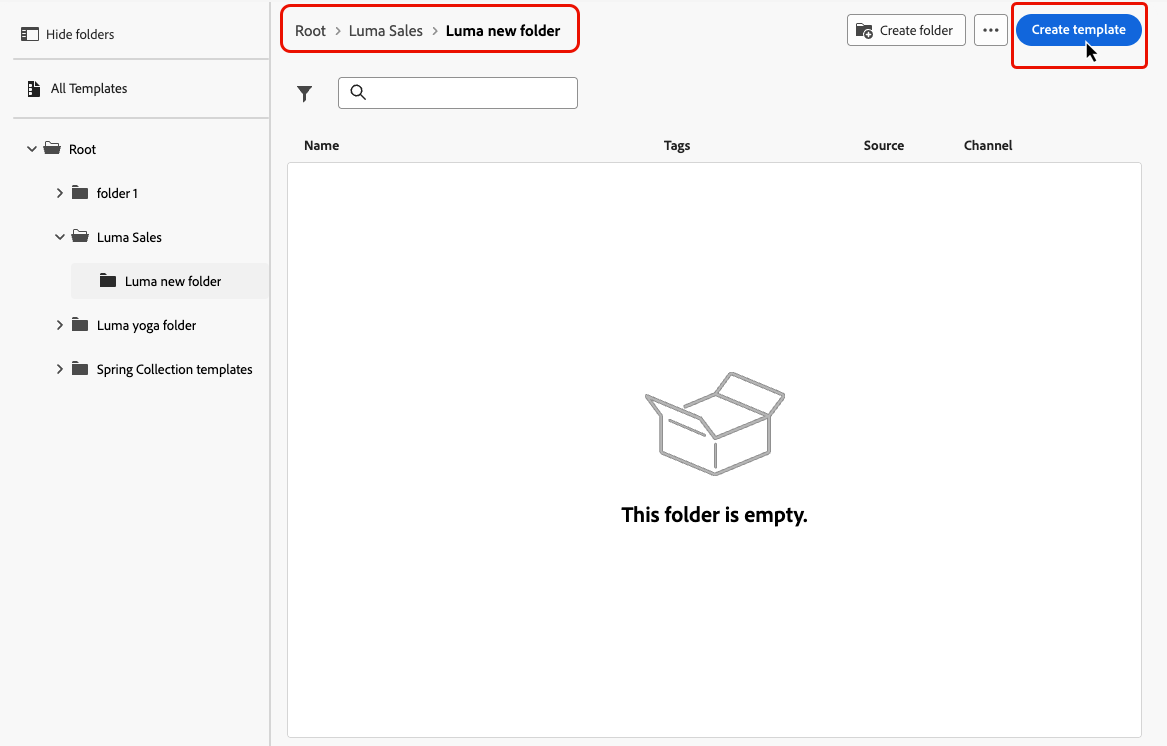 Hide folders
All Templates
Root
folder 1
Luma Sales
Luma new folder
Luma yoga folder
Spring Collection templates
Root > Luma Sales > Luma new folder
Create folder
Create template
Name Tags Source Channel
This folder is empty.